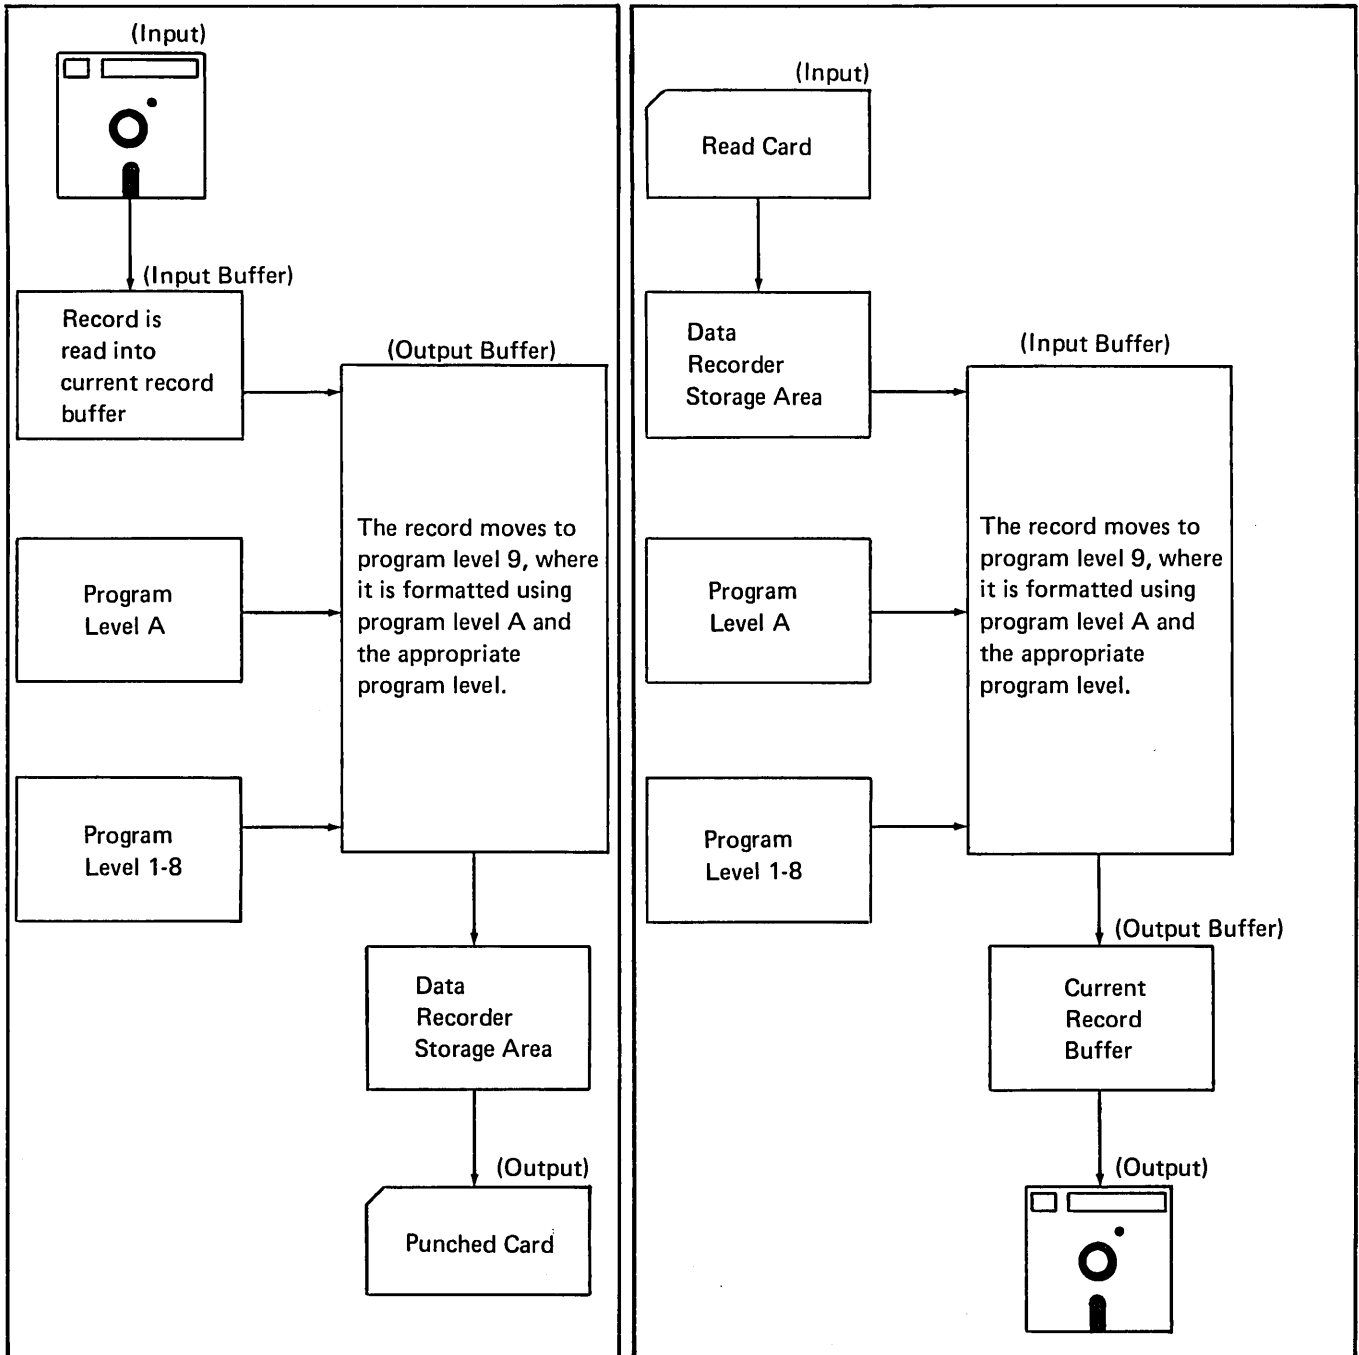 (Input)
(Input Buffer)
Record is
read into
current record
buffer
(Output Buffer)
The record moves to
program level 9, where
it is formatted using
program level A and
the appropriate
program level.
Program
Level A
Program
Level 1-8
Data
Recorder
Storage Area
(Output)
Punched Card
(Input)
Read Card
Data
Recorder
Storage Area
(Input Buffer)
The record moves to
program level 9, where
it is formatted using
program level A and
the appropriate
program level.
Program
Level A
Program
Level 1-8
(Output Buffer)
Current
Record
Buffer
(Output)